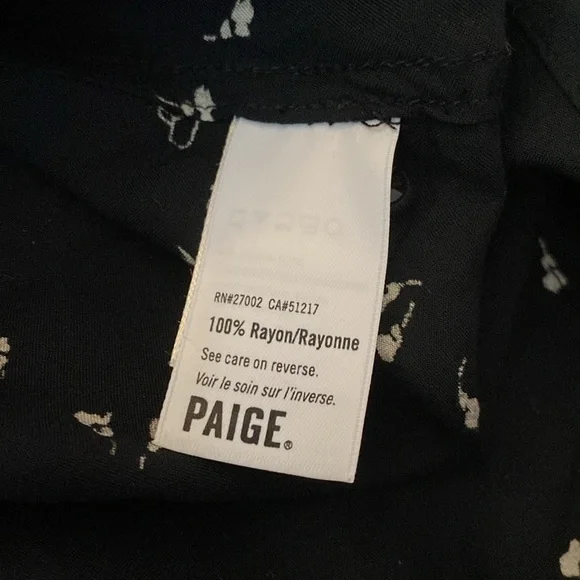 RN#27002 CA#51217
100% Rayon/Rayonne
See care on reverse.
Voir le soin sur l'inverse.
PAIGE®